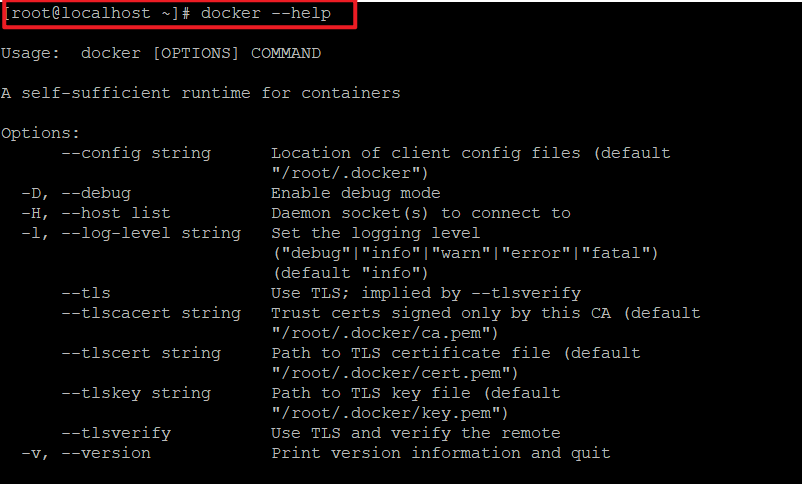 [root@localhost ~]# docker --help
Usage:  docker [OPTIONS] COMMAND
A self-sufficient runtime for containers
Options:
      --config string      Location of client config files (default
                           "/root/.docker")
  -D, --debug              Enable debug mode
  -H, --host list          Daemon socket(s) to connect to
  -l, --log-level string   Set the logging level
                           ("debug"|"info"|"warn"|"error"|"fatal")
                           (default "info")
      --tls                Use TLS; implied by --tlsverify
      --tlscacert string   Trust certs signed only by this CA (default
                           "/root/.docker/ca.pem")
      --tlscert string     Path to TLS certificate file (default
                           "/root/.docker/cert.pem")
      --tlskey string      Path to TLS key file (default
                           "/root/.docker/key.pem")
      --tlsverify          Use TLS and verify the remote
  -v, --version            Print version information and quit